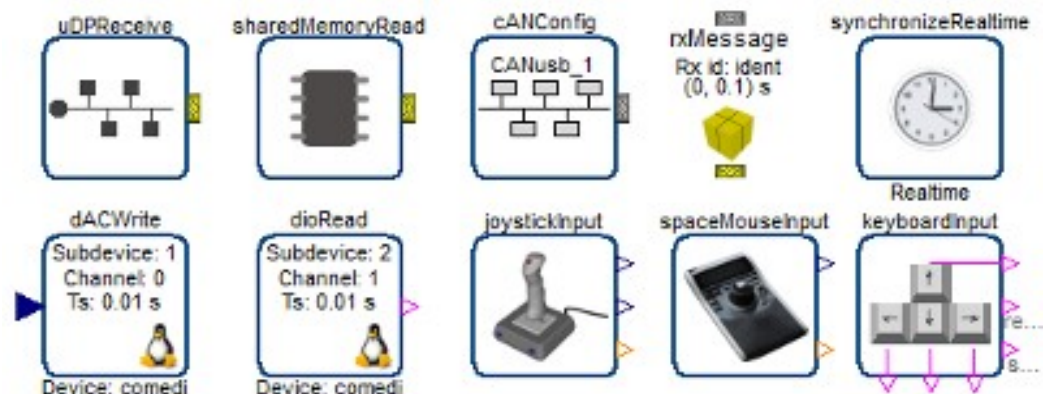 uDPReceive
sharedMemoryRead
cANConfig
CANusb_1
rxMessage
Rx id: ident
(0, 0.1) s
synchronizeRealtime
Realtime
dACWrite
Subdevice: 1
Channel: 0
Ts: 0.01 s
Device: comedi
dioRead
Subdevice: 2
Channel: 1
Ts: 0.01 s
Device: comedi
joystickInput
spaceMouseInput
keyboardInput
re...
s...